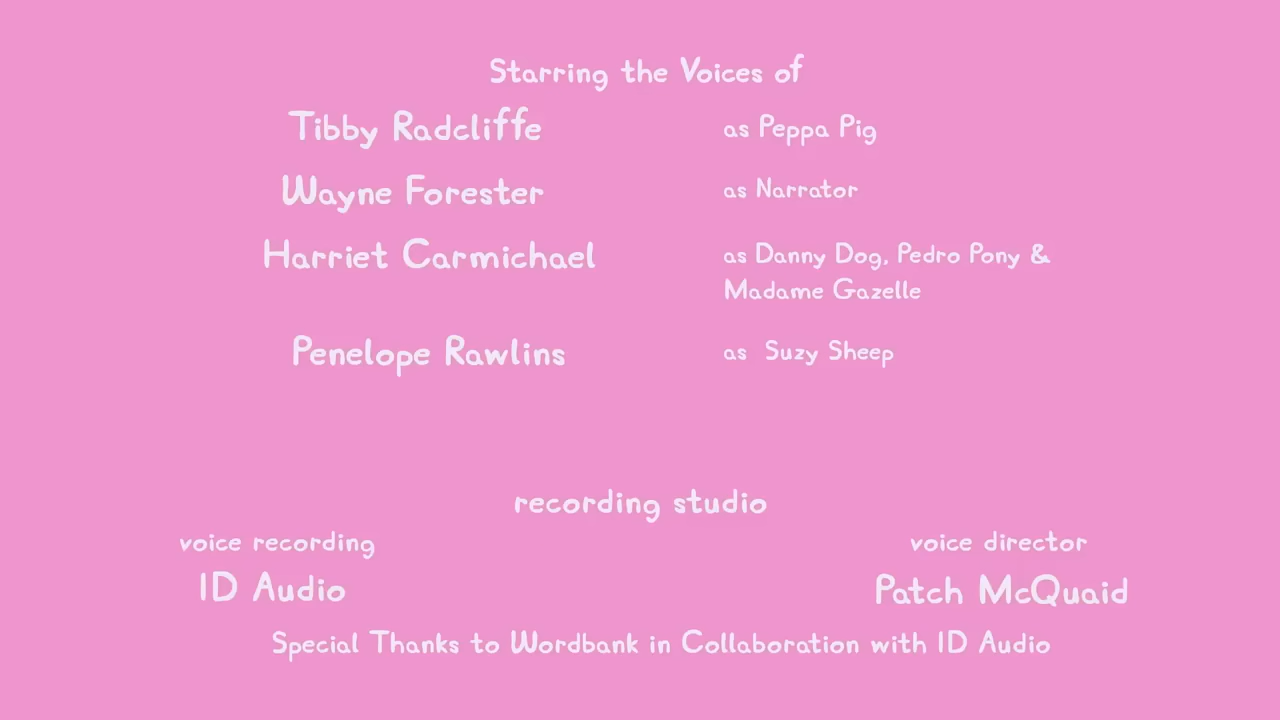 Starring the Voices of
Tibby Radcliffe as Peppa Pig
Wayne Forester as Narrator
Harriet Carmichael as Danny Dog, Pedro Pony &
Madame Gazelle
Penelope Rawlins as Suzy Sheep
recording studio
voice recording voice director
ID Audio Patch McQuaid
Special Thanks to Wordbank in Collaboration with ID Audio